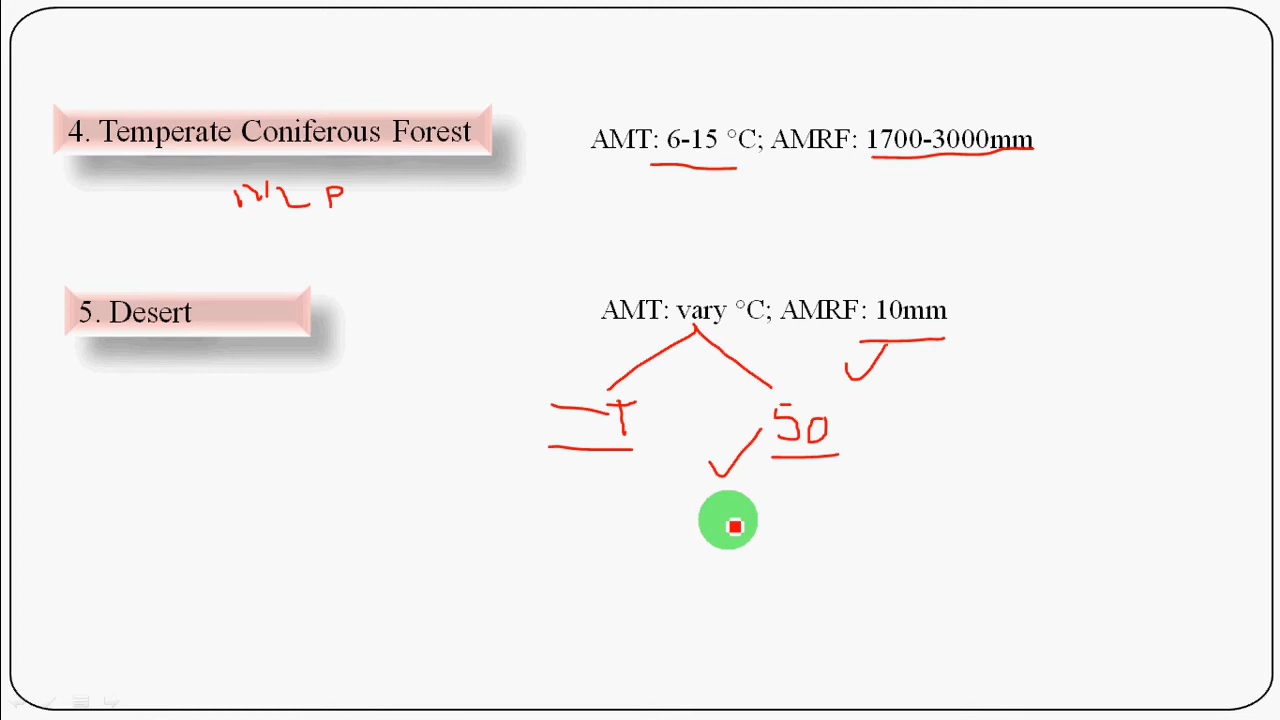 4. Temperate Coniferous Forest
AMT: 6-15 °C; AMRF: 1700-3000mm
5. Desert
AMT: vary °C; AMRF: 10mm
50